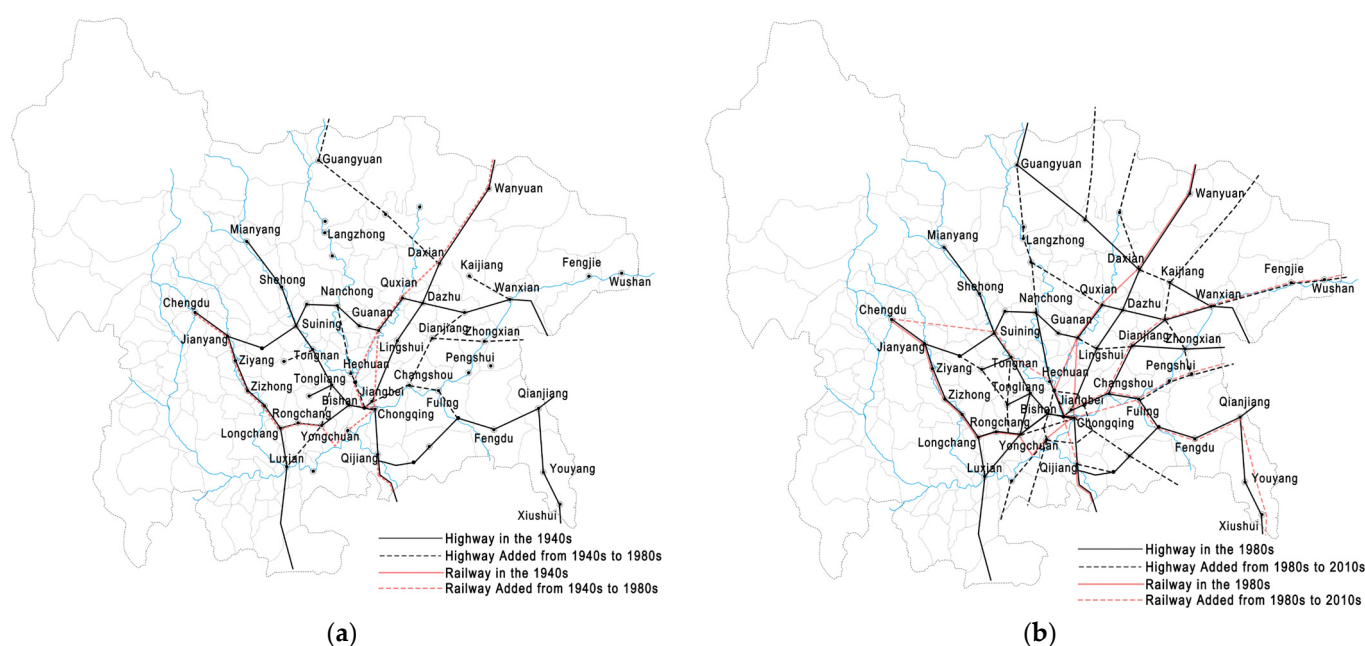 Guangyuan
Wanyuan
Mianyang
Langzhong
Daxian
Kaijiang
Fengjie
Wushan
Shehong
Quxian
Nanchong
Dazhu
Wanxian
Chengdu
Guanan
Suining
Dianjiang
Zhongxian
Jianyang
Lingshui
Ziyang
Tongnan
Hechuan
Pengshui
Changshou
Tongliang
Zizhong
Jiangbei
Bishan
Fuling
Qianjiang
Rongchang
Chongqing
Longchang
Yongchuan
Fengdu
Luxian
Qijiang
Youyang
Xiushui
Highway in the 1940s
Highway Added from 1940s to 1980s
Railway in the 1940s
Railway Added from 1940s to 1980s
(a)
Guangyuan
Wanyuan
Mianyang
Langzhong
Daxian
Kaijiang
Fengjie
Wushan
Shehong
Quxian
Nanchong
Dazhu
Wanxian
Chengdu
Guanan
Suining
Dianjiang
Zhongxian
Jianyang
Lingshui
Ziyang
Tongnan
Hechuan
Pengshui
Changshou
Tongliang
Zizhong
Jiangbei
Bishan
Fuling
Qianjiang
Rongchang
Chongqing
Longchang
Yongchuan
Fengdu
Luxian
Qijiang
Youyang
Xiushui
Highway in the 1980s
Highway Added from 1980s to 2010s
Railway in the 1980s
Railway Added from 1980s to 2010s
(b)